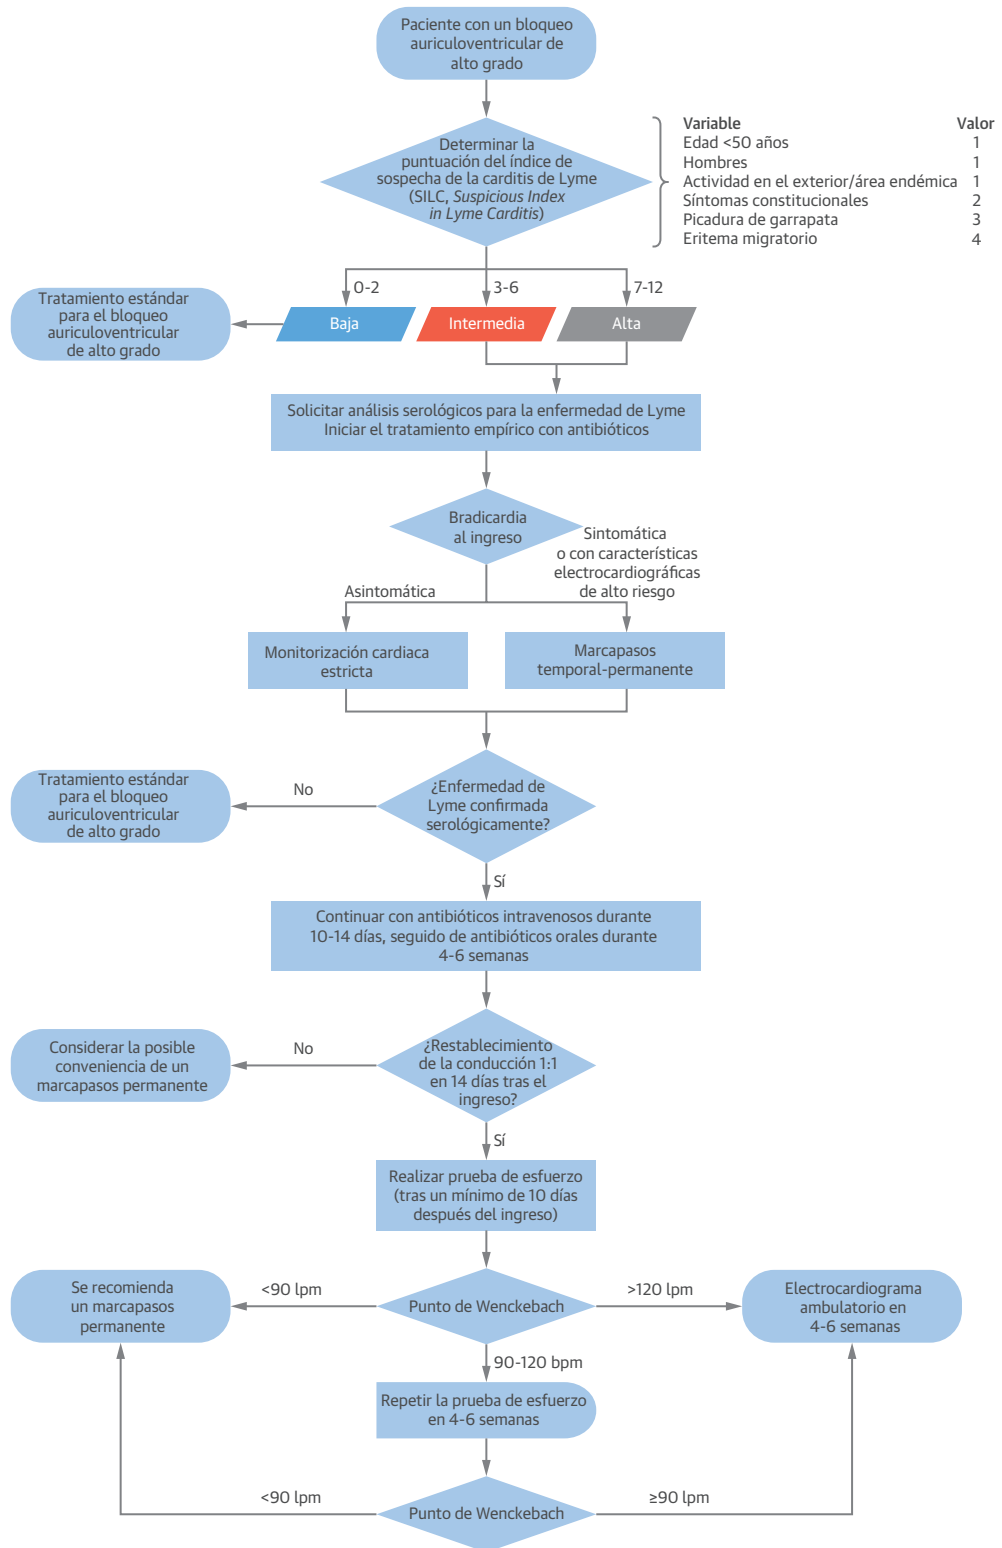 Paciente con un bloqueo
auriculoventricular de
alto grado
Determinar la
puntuación del índice de
sospecha de la carditis de Lyme
(SILC, Suspicious Index
in Lyme Carditis)
Variable Valor
Edad <50 años 1
Hombres 1
Actividad en el exterior/área endémica 1
Síntomas constitucionales 2
Picadura de garrapata 3
Eritema migratorio 4
0-2 3-6 7-12
Tratamiento estándar
para el bloqueo
auriculoventricular
de alto grado
Baja Intermedia Alta
Solicitar análisis serológicos para la enfermedad de Lyme
Iniciar el tratamiento empírico con antibióticos
Bradicardia
al ingreso
Sintomática
o con características
electrocardiográficas
de alto riesgo
Asintomática
Monitorización cardiaca
estricta
Marcapasos
temporal-permanente
Tratamiento estándar
para el bloqueo
auriculoventricular
de alto grado
No
¿Enfermedad de
Lyme confirmada
serológicamente?
Sí
Continuar con antibióticos intravenosos durante
10-14 días, seguido de antibióticos orales durante
4-6 semanas
Considerar la posible
conveniencia de un
marcapasos permanente
No
¿Restablecimiento
de la conducción 1:1
en 14 días tras el
ingreso?
Sí
Realizar prueba de esfuerzo
(tras un mínimo de 10 días
después del ingreso)
Se recomienda
un marcapasos
permanente
<90 lpm
Punto de Wenckebach
>120 lpm
Electrocardiograma
ambulatorio en
4-6 semanas
90-120 bpm
Repetir la prueba de esfuerzo
en 4-6 semanas
<90 lpm
Punto de Wenckebach
≥90 lpm